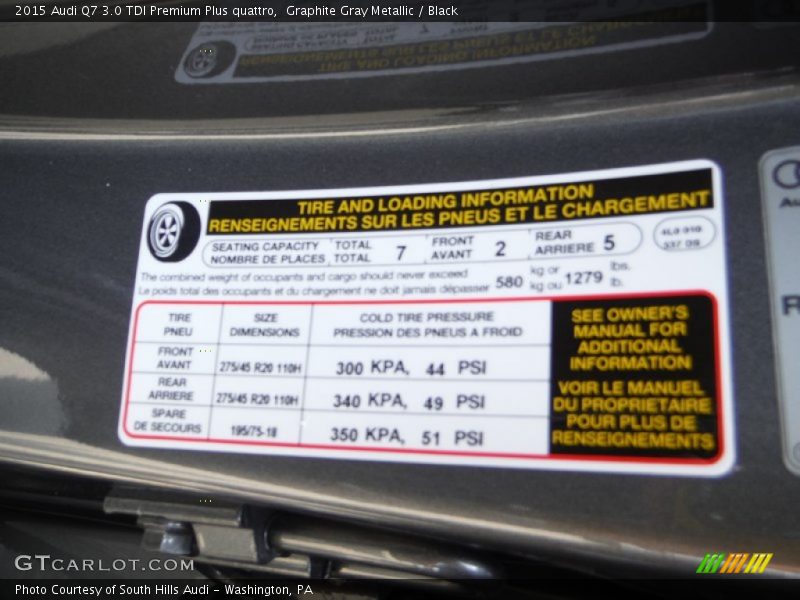 2015 Audi Q7 3.0 TDI Premium Plus quattro, Graphite Gray Metallic / Black
TIRE AND LOADING INFORMATION
RENSEIGNEMENTS SUR LES PNEUS ET LE CHARGEMENT
SEATING CAPACITY TOTAL 7 FRONT 2 REAR 5
NOMBRE DE PLACES TOTAL AVANT ARRIERE
The combined weight of occupants and cargo should never exceed 580 kg or 1279 lbs.
Le poids total des occupants et du chargement ne doit jamais dépasser kg ou lb.
TIRE SIZE COLD TIRE PRESSURE
PNEU DIMENSIONS PRESSION DES PNEUS A FROID
FRONT
AVANT 275/45 R20 110H 300 KPA, 44 PSI
REAR
ARRIERE 275/45 R20 110H 340 KPA, 49 PSI
SPARE
DE SECOURS 195/75-18 350 KPA, 51 PSI
SEE OWNER'S
MANUAL FOR
ADDITIONAL
INFORMATION
VOIR LE MANUEL
DU PROPRIETAIRE
POUR PLUS DE
RENSEIGNEMENTS
GTCARLOT.COM
Photo Courtesy of South Hills Audi - Washington, PA